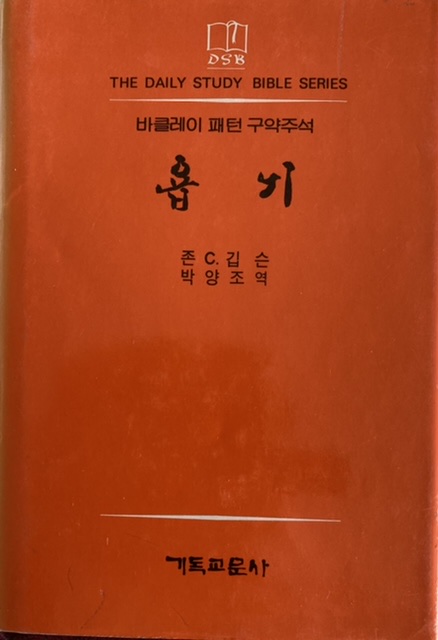 DSB
THE DAILY STUDY BIBLE SERIES
바클레이 패턴 구약주석
욥 기
존 C. 깁 슨
박 양 조 역
기독교문사